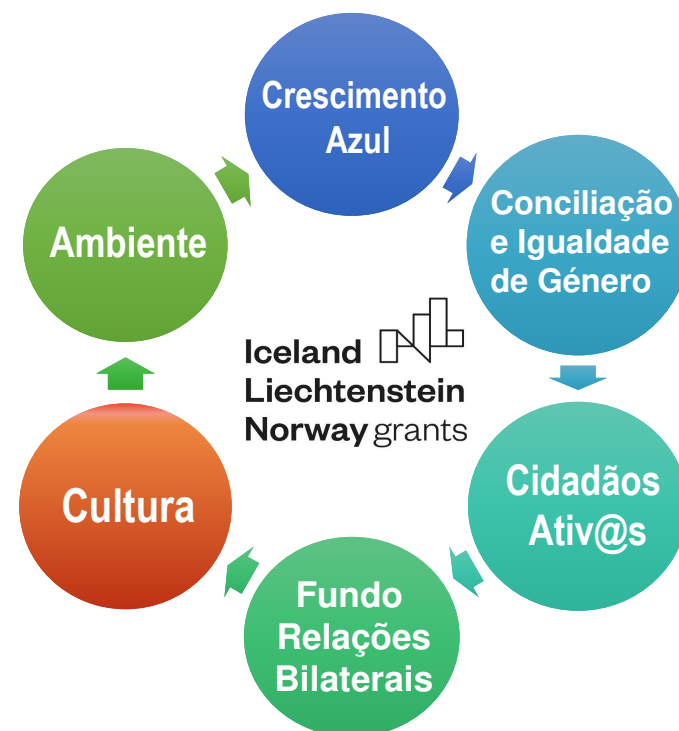 Crescimento
Azul
Conciliação
e Igualdade
de Género
Cidadãos
Ativ@s
Fundo
Relações
Bilaterais
Cultura
Ambiente
Iceland
Liechtenstein
Norway grants